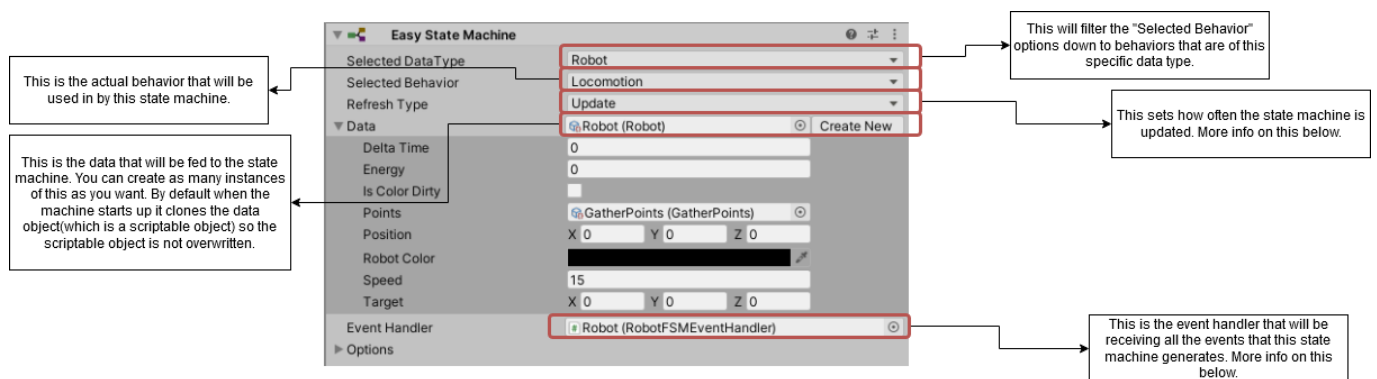 Easy State Machine
Selected DataType Robot
Selected Behavior Locomotion
Refresh Type Update
Data Robot (Robot) Create New
Delta Time 0
Energy 0
Is Color Dirty
Points GatherPoints (GatherPoints)
Position X 0 Y 0 Z 0
Robot Color
Speed 15
Target X 0 Y 0 Z 0
Event Handler Robot (RobotFSMEventHandler)
Options
This is the actual behavior that will be
used in by this state machine.
This is the data that will be fed to the state
machine. You can create as many instances
of this as you want. By default when the
machine starts up it clones the data
object(which is a scriptable object) so the
scriptable object is not overwritten.
This will filter the "Selected Behavior"
options down to behaviors that are of this
specific data type.
This sets how often the state machine is
updated. More info on this below.
This is the event handler that will be
receiving all the events that this state
machine generates. More info on this
below.